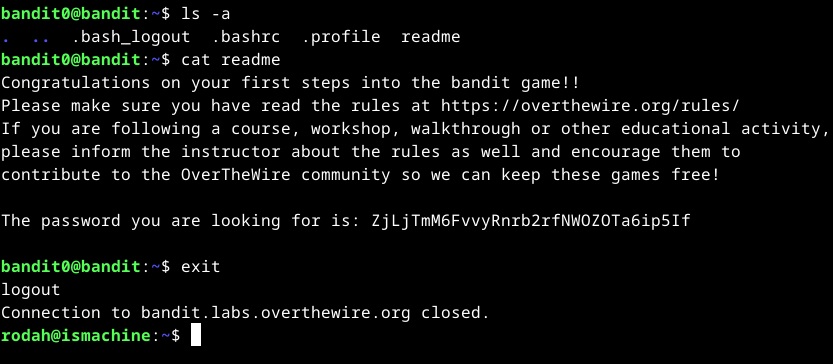 bandit0@bandit:~$ ls -a
.  ..  .bash_logout  .bashrc  .profile  readme
bandit0@bandit:~$ cat readme
Congratulations on your first steps into the bandit game!!
Please make sure you have read the rules at https://overthewire.org/rules/
If you are following a course, workshop, walkthrough or other educational activity,
please inform the instructor about the rules as well and encourage them to
contribute to the OverTheWire community so we can keep these games free!
The password you are looking for is: ZjLjTmM6FvvyRnrb2rfNWOZOTa6ip5If
bandit0@bandit:~$ exit
logout
Connection to bandit.labs.overthewire.org closed.
rodah@ismachine:~$